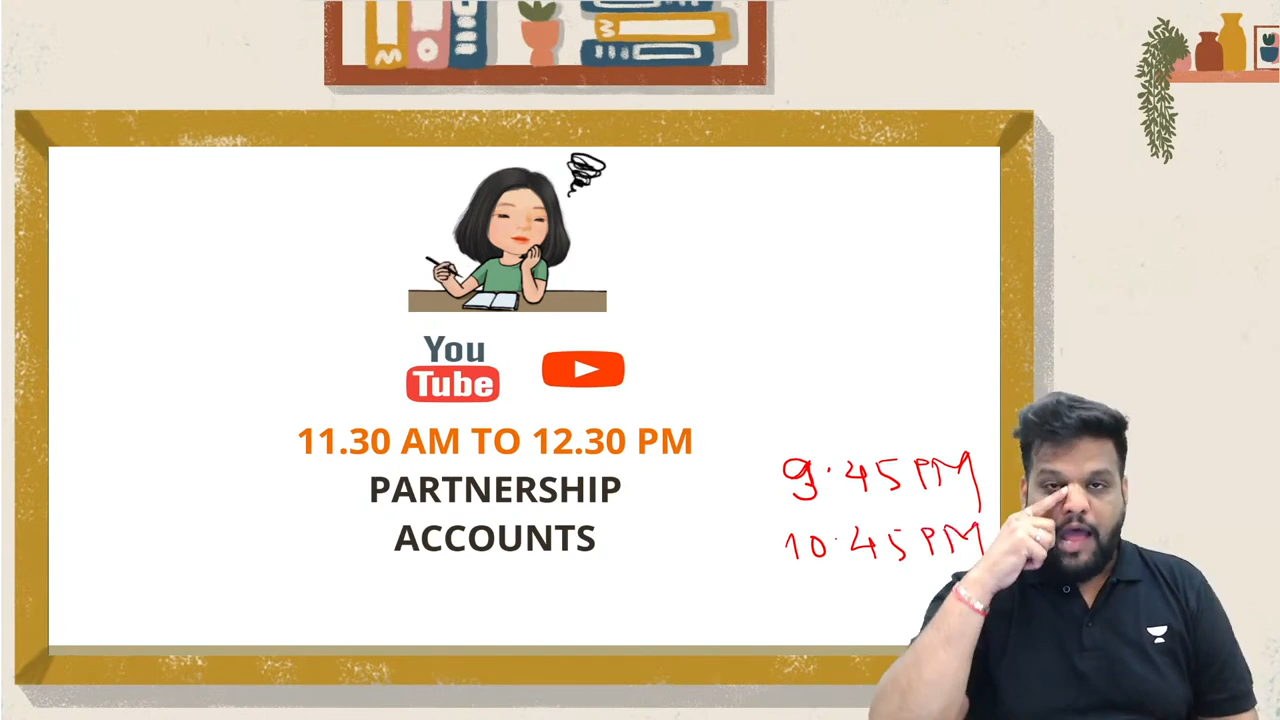 You
Tube
11.30 AM TO 12.30 PM
PARTNERSHIP
ACCOUNTS
9.45 PM
10.45 PM